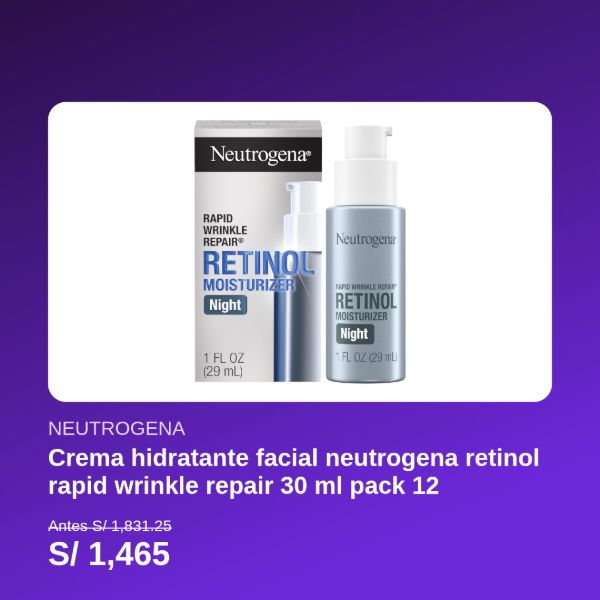 Neutrogena®
RAPID
WRINKLE
REPAIR®
RETINOL
MOISTURIZER
Night
1 FL OZ
(29 mL)
Neutrogena®
RAPID WRINKLE REPAIR®
RETINOL
MOISTURIZER
Night
1 FL OZ (29 mL)
NEUTROGENA
Crema hidratante facial neutrogena retinol
rapid wrinkle repair 30 ml pack 12
Antes S/ 1,831.25
S/ 1,465